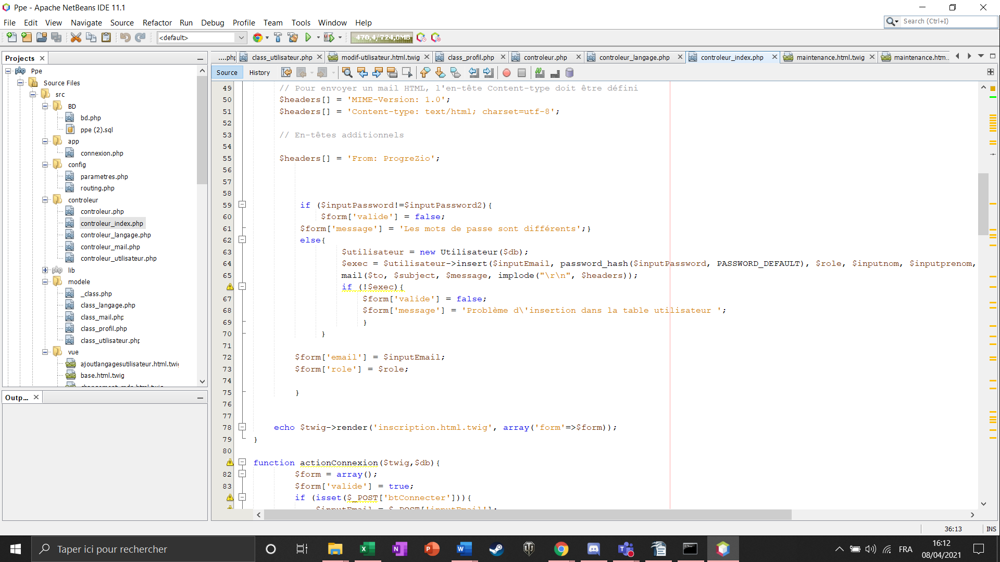 Ppe - Apache NetBeans IDE 11.1
File Edit View Navigate Source Refactor Run Debug Profile Team Tools Window Help
Search (Ctrl+I)
<default>
470,4/724,0MB
Projects
....php class_utilisateur.php modif-utilisateur.html.twig class_profil.php controleur.php controleur_langage.php controleur_index.php maintenance.html.twig maintenance.htm...
Source History
Ppe
Source Files
src
BD
bd.php
ppe (2).sql
app
connexion.php
config
parametres.php
routing.php
controleur
controleur.php
controleur_index.php
controleur_langage.php
controleur_mail.php
controleur_utilisateur.php
lib
modele
_class.php
class_langage.php
class_mail.php
class_profil.php
class_utilisateur.php
vue
ajoutlangagesutilisateur.html.twig
base.html.twig
Outp...
49 // Pour envoyer un mail HTML, l'en-tête Content-type doit être défini
50 $headers[] = 'MIME-Version: 1.0';
51 $headers[] = 'Content-type: text/html; charset=utf-8';
52
53 // En-têtes additionnels
54
55 $headers[] = 'From: ProgreZio';
56
57
58
59 if ($inputPassword!=$inputPassword2){
60 $form['valide'] = false;
61 $form['message'] = 'Les mots de passe sont différents';}
62 else{
63 $utilisateur = new Utilisateur($db);
64 $exec = $utilisateur->insert($inputEmail, password_hash($inputPassword, PASSWORD_DEFAULT), $role, $inputnom, $inputprenom,
65 mail($to, $subject, $message, implode("\r\n", $headers));
if (!$exec){
67 $form['valide'] = false;
68 $form['message'] = 'Problème d\'insertion dans la table utilisateur ';
69 }
70 }
71
72 $form['email'] = $inputEmail;
73 $form['role'] = $role;
74
75 }
76
77
78 echo $twig->render('inscription.html.twig', array('form'=>$form));
79 }
80
function actionConnexion($twig,$db){
82 $form = array();
83 $form['valide'] = true;
if (isset($_POST['btConnecter'])){
$inputEmail = $_POST['inputEmail'];
36:13 INS
Taper ici pour rechercher
FRA
16:12
08/04/2021